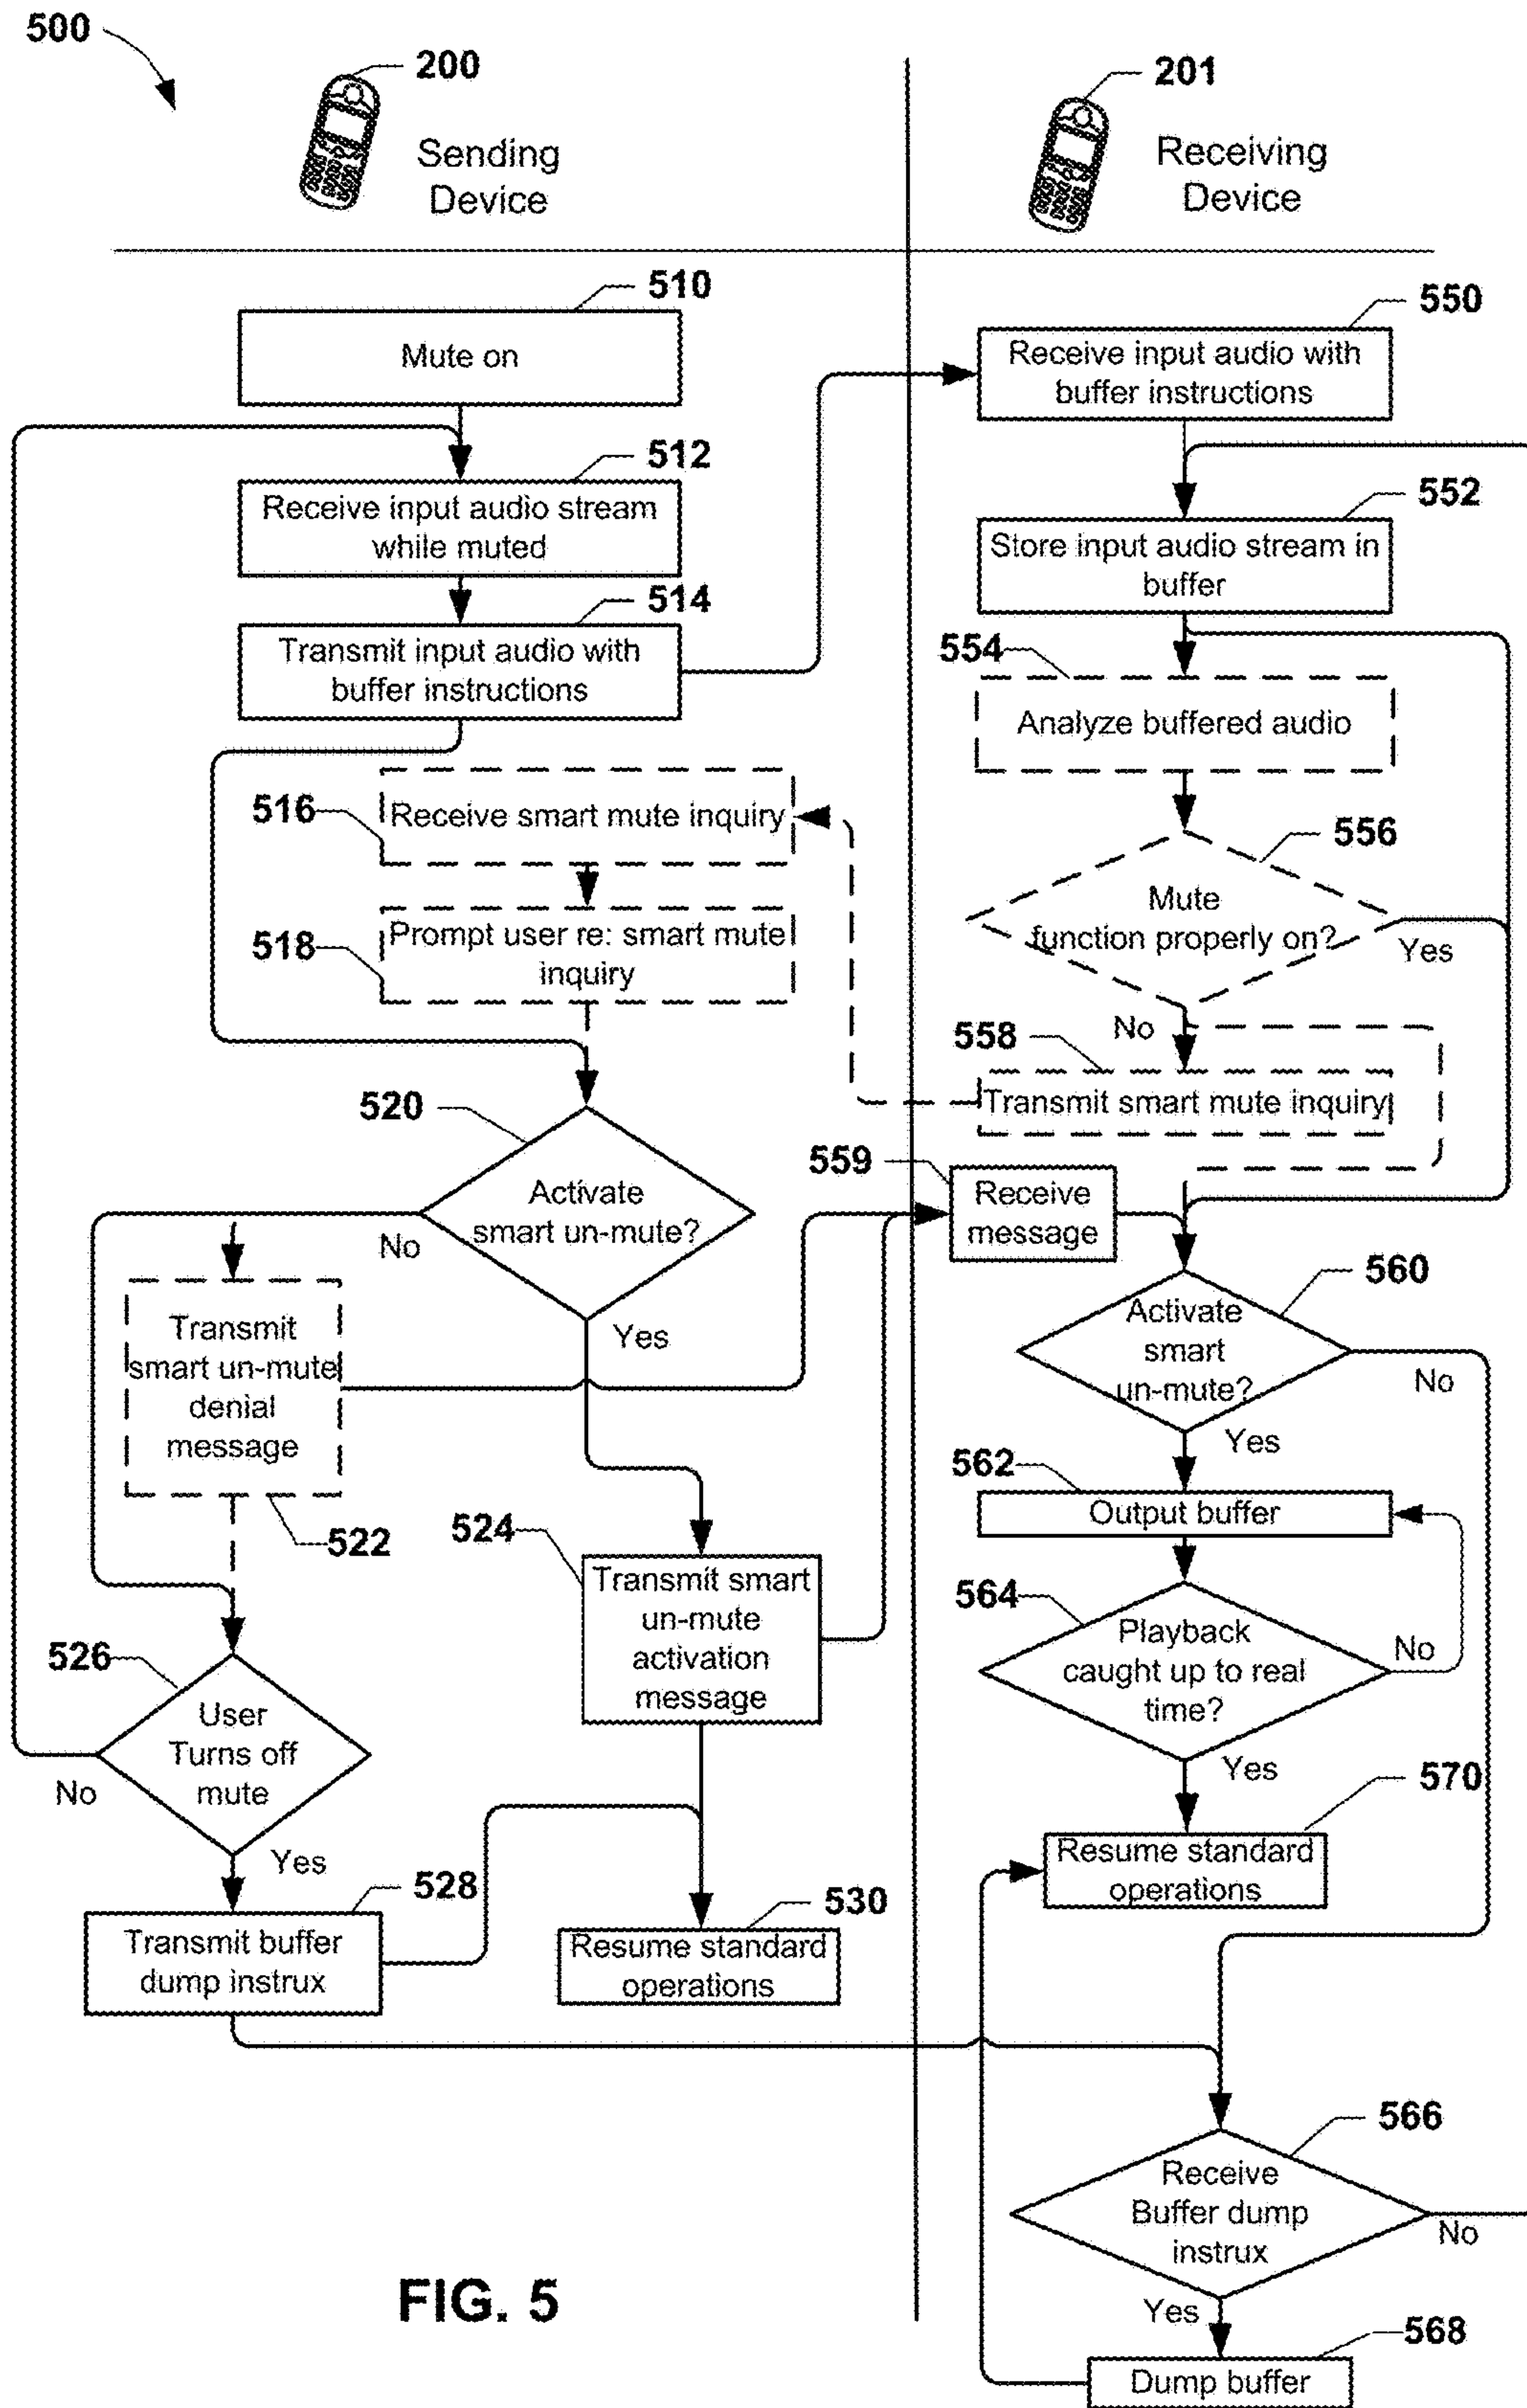 500
200
Sending
Device
201
Receiving
Device
510
Mute on
512
Receive input audio stream
while muted
514
Transmit input audio with
buffer instructions
516
Receive smart mute inquiry
518
Prompt user re: smart mute
inquiry
520
Activate
smart un-mute?
No
Yes
Transmit
smart un-mute
denial
message
522
524
Transmit smart
un-mute
activation
message
526
User
Turns off
mute
No
Yes
528
Transmit buffer
dump instrux
530
Resume standard
operations
550
Receive input audio with
buffer instructions
552
Store input audio stream in
buffer
554
Analyze buffered audio
556
Mute
function properly on?
Yes
No
558
Transmit smart mute inquiry
559
Receive
message
560
Activate
smart
un-mute?
No
Yes
562
Output buffer
564
Playback
caught up to real
time?
No
Yes
570
Resume standard
operations
566
Receive
Buffer dump
instrux
No
Yes
568
Dump buffer
FIG. 5